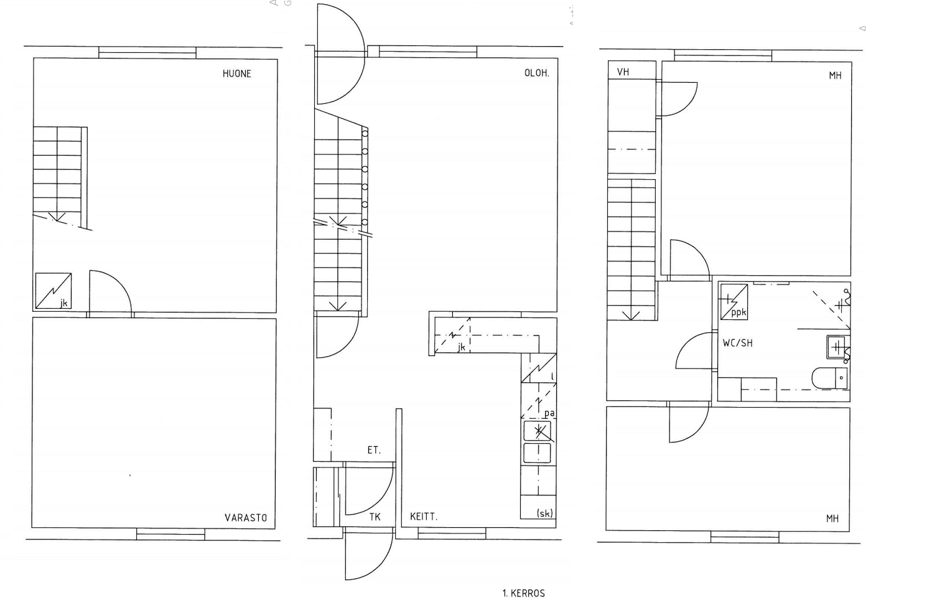 HUONE
jk
VARASTO
OLOH.
jk
l
pa
ET.
TK
KEITT.
(sk)
1. KERROS
VH
MH
ppk
WC/SH
MH